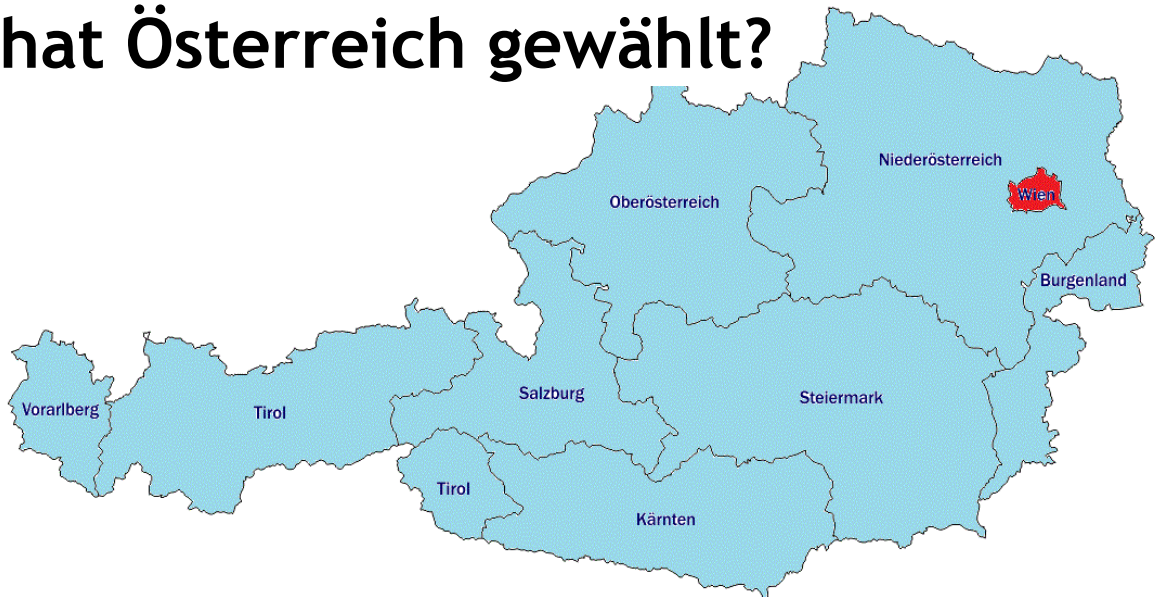 hat Österreich gewählt?
Niederösterreich
Wien
Oberösterreich
Burgenland
Salzburg
Steiermark
Vorarlberg
Tirol
Tirol
Kärnten